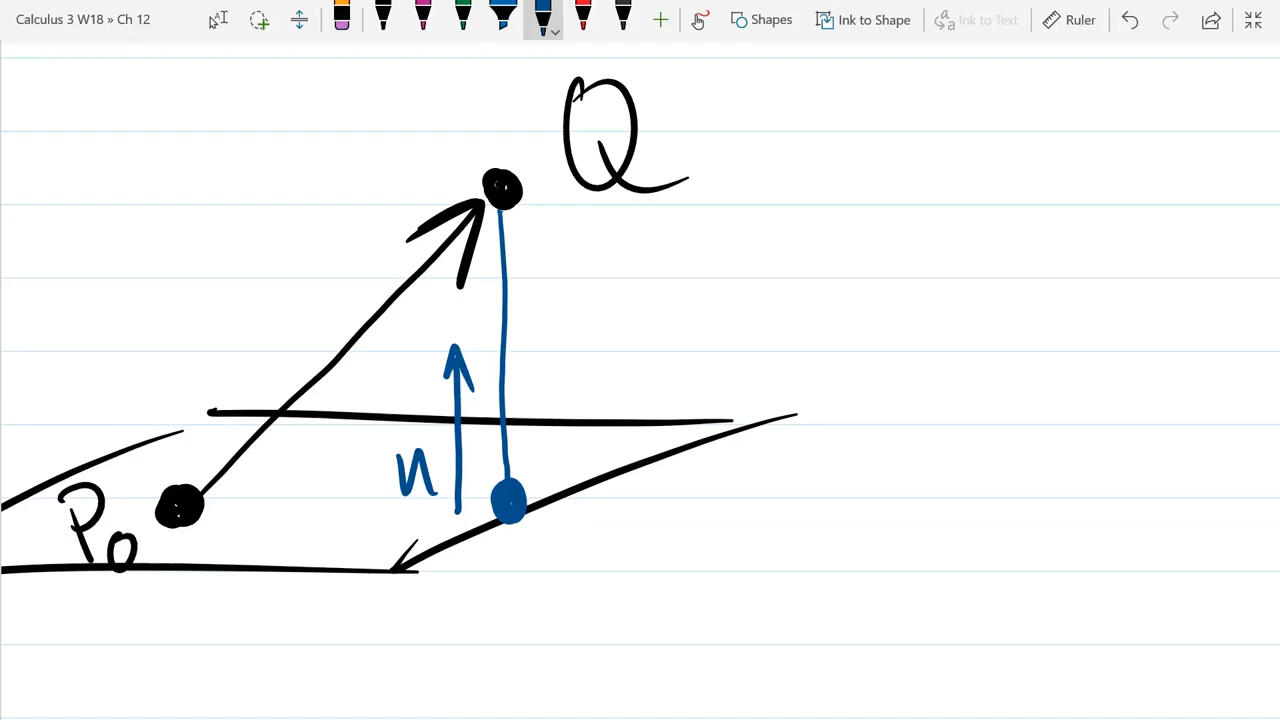 Calculus 3 W18 » Ch 12
Shapes
Ink to Shape
Ink to Text
Ruler
Q
n
P₀